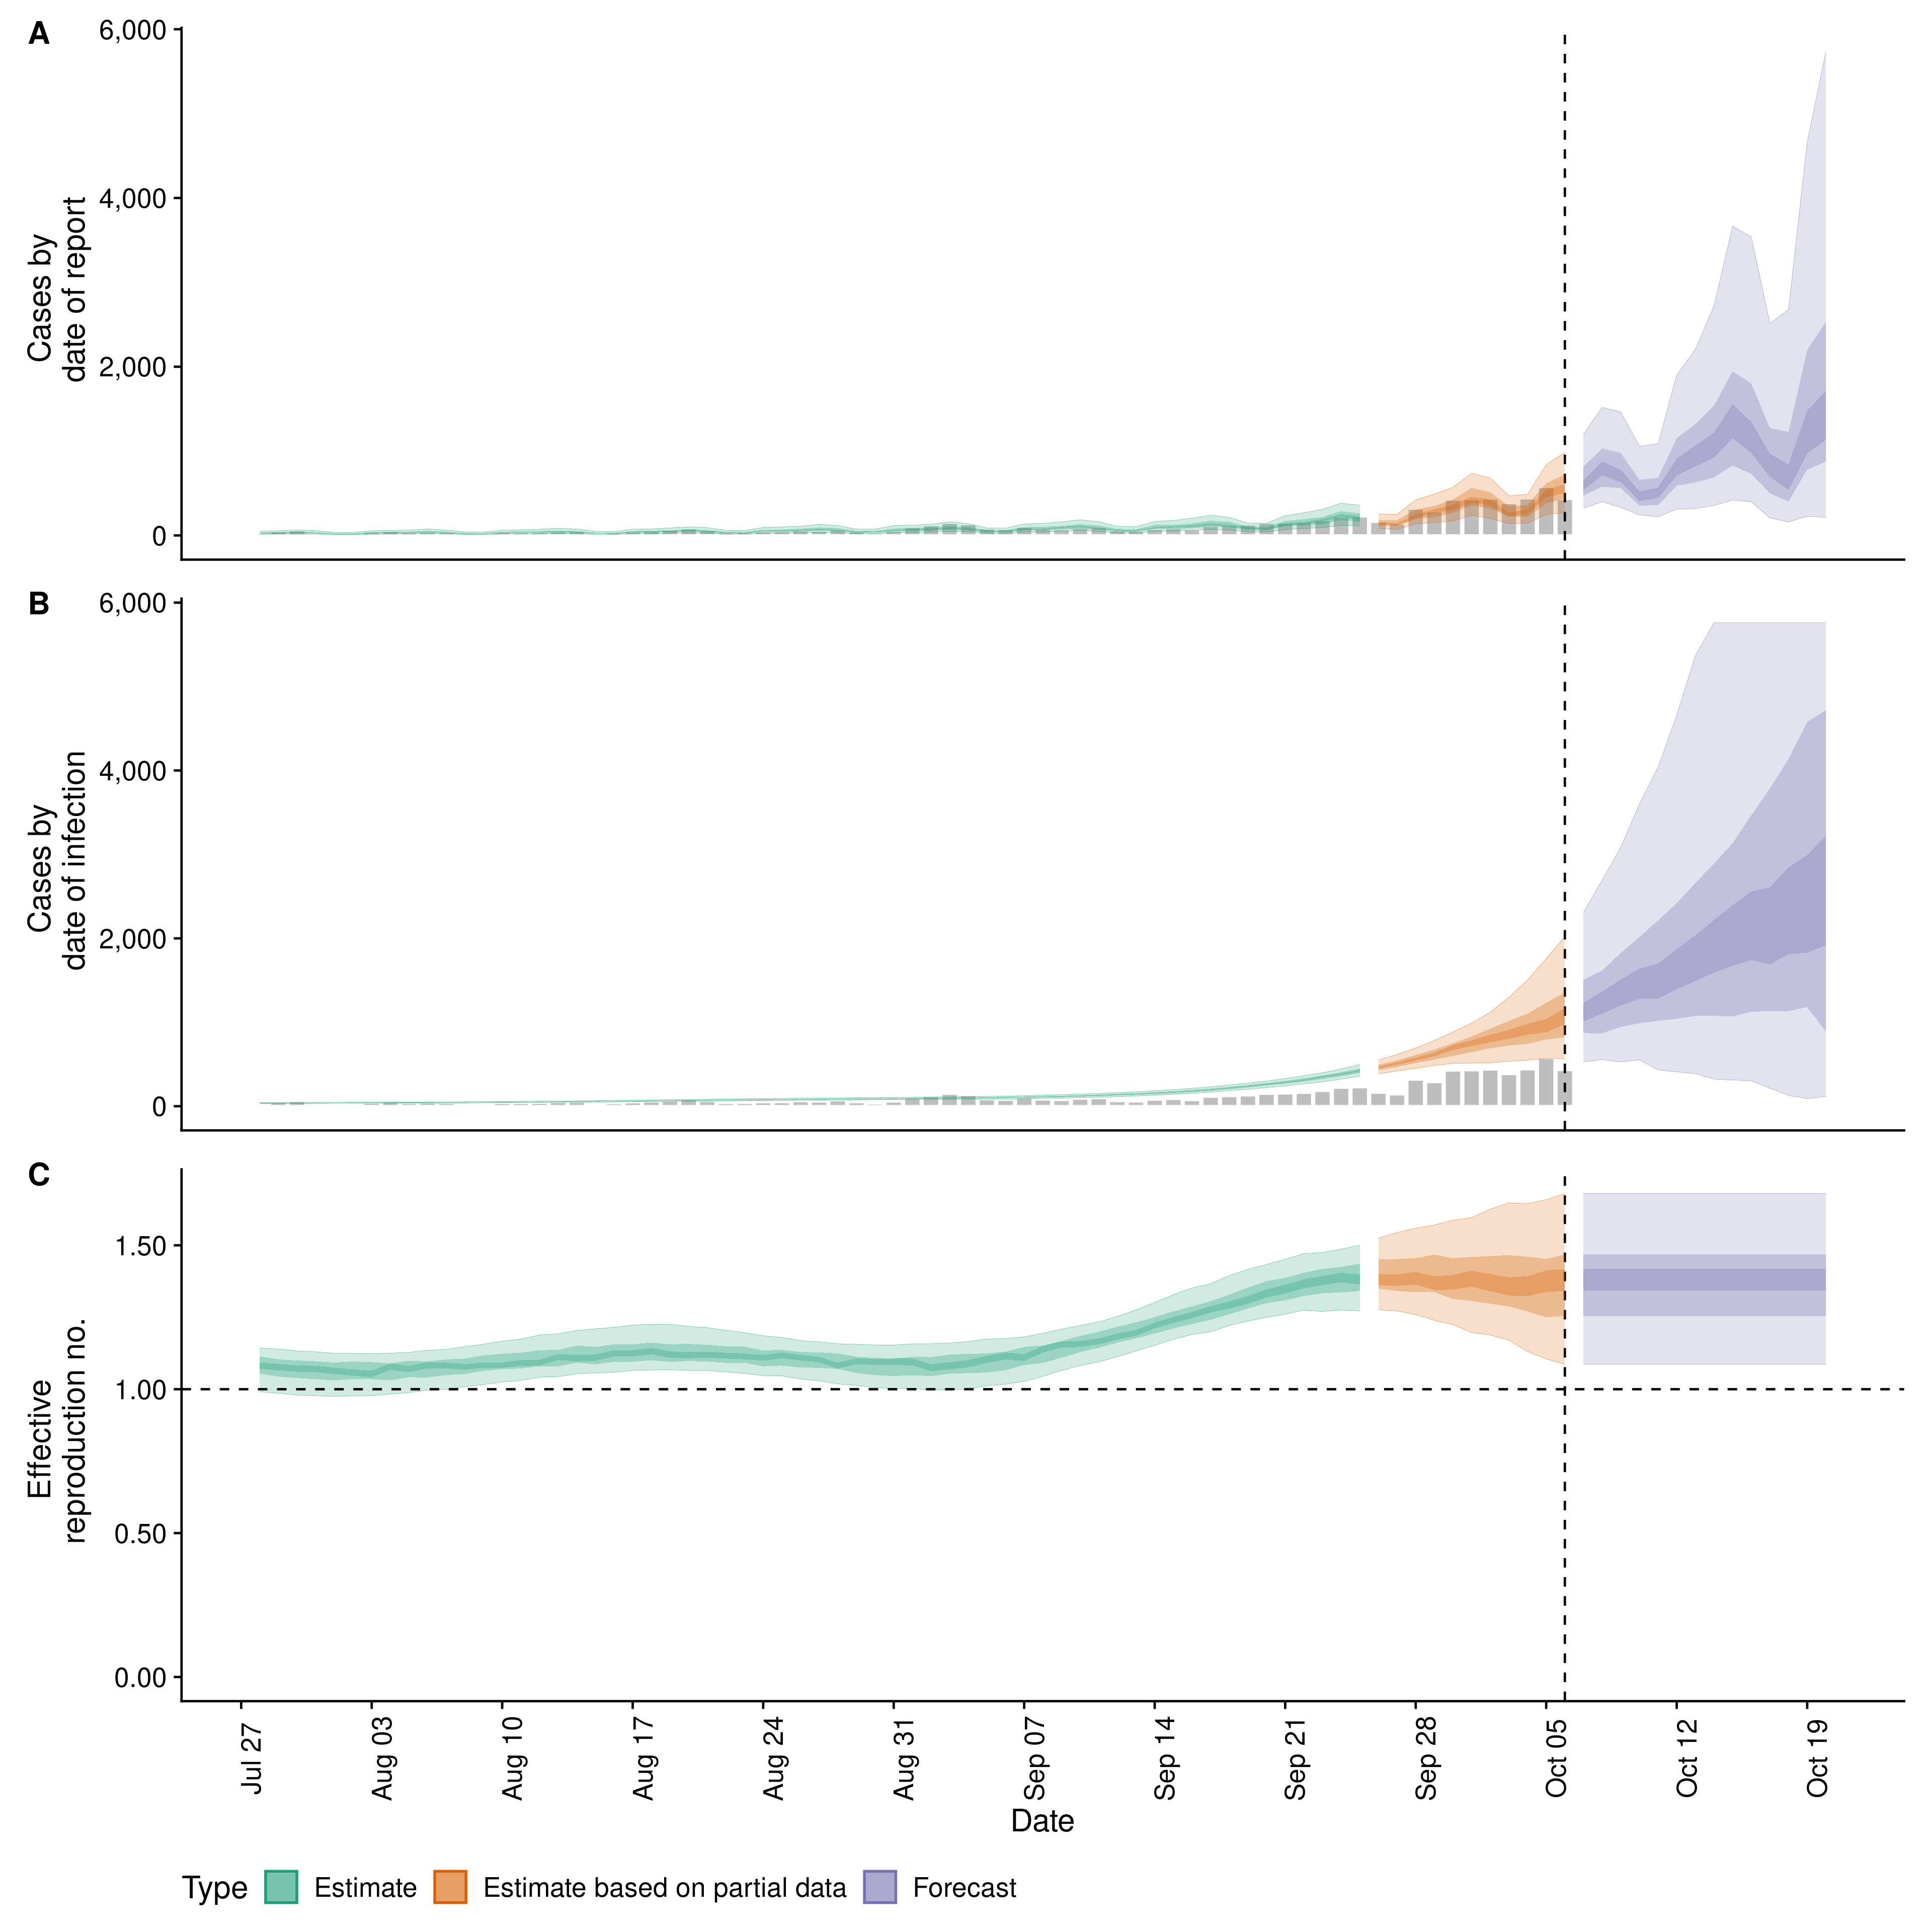 A
6,000
4,000
2,000
0
Cases by
date of report
B
6,000
4,000
2,000
0
Cases by
date of infection
C
1.50
1.00
0.50
0.00
Effective
reproduction no.
Jul 27
Aug 03
Aug 10
Aug 17
Aug 24
Aug 31
Sep 07
Sep 14
Sep 21
Sep 28
Oct 05
Oct 12
Oct 19
Date
Type Estimate Estimate based on partial data Forecast